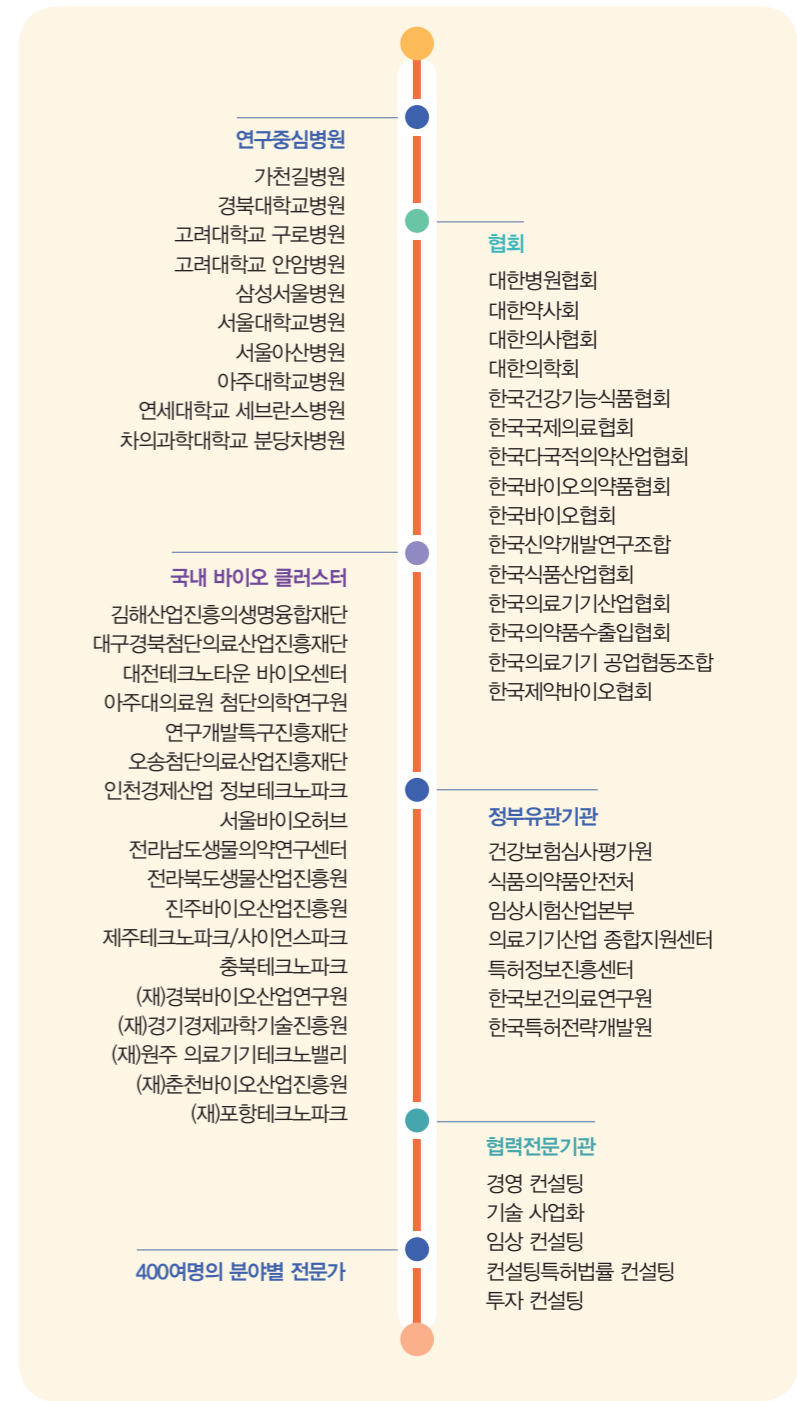 연구중심병원
가천길병원
경북대학교병원
고려대학교 구로병원
고려대학교 안암병원
삼성서울병원
서울대학교병원
서울아산병원
아주대학교병원
연세대학교 세브란스병원
차의과학대학교 분당차병원
협회
대한병원협회
대한약사회
대한의사협회
대한의학회
한국건강기능식품협회
한국국제의료협회
한국다국적의약산업협회
한국바이오의약품협회
한국바이오협회
한국신약개발연구조합
한국식품산업협회
한국의료기기산업협회
한국의약품수출입협회
한국의료기기 공업협동조합
한국제약바이오협회
국내 바이오 클러스터
김해산업진흥의생명융합재단
대구경북첨단의료산업진흥재단
대전테크노타운 바이오센터
아주대의료원 첨단의학연구원
연구개발특구진흥재단
오송첨단의료산업진흥재단
인천경제산업 정보테크노파크
서울바이오허브
전라남도생물의약연구센터
전라북도생물산업진흥원
진주바이오산업진흥원
제주테크노파크/사이언스파크
충북테크노파크
(재)경북바이오산업연구원
(재)경기경제과학기술진흥원
(재)원주 의료기기테크노밸리
(재)춘천바이오산업진흥원
(재)포항테크노파크
정부유관기관
건강보험심사평가원
식품의약품안전처
임상시험산업본부
의료기기산업 종합지원센터
특허정보진흥센터
한국보건의료연구원
한국특허전략개발원
협력전문기관
경영 컨설팅
기술 사업화
임상 컨설팅
컨설팅특허법률 컨설팅
투자 컨설팅
400여명의 분야별 전문가